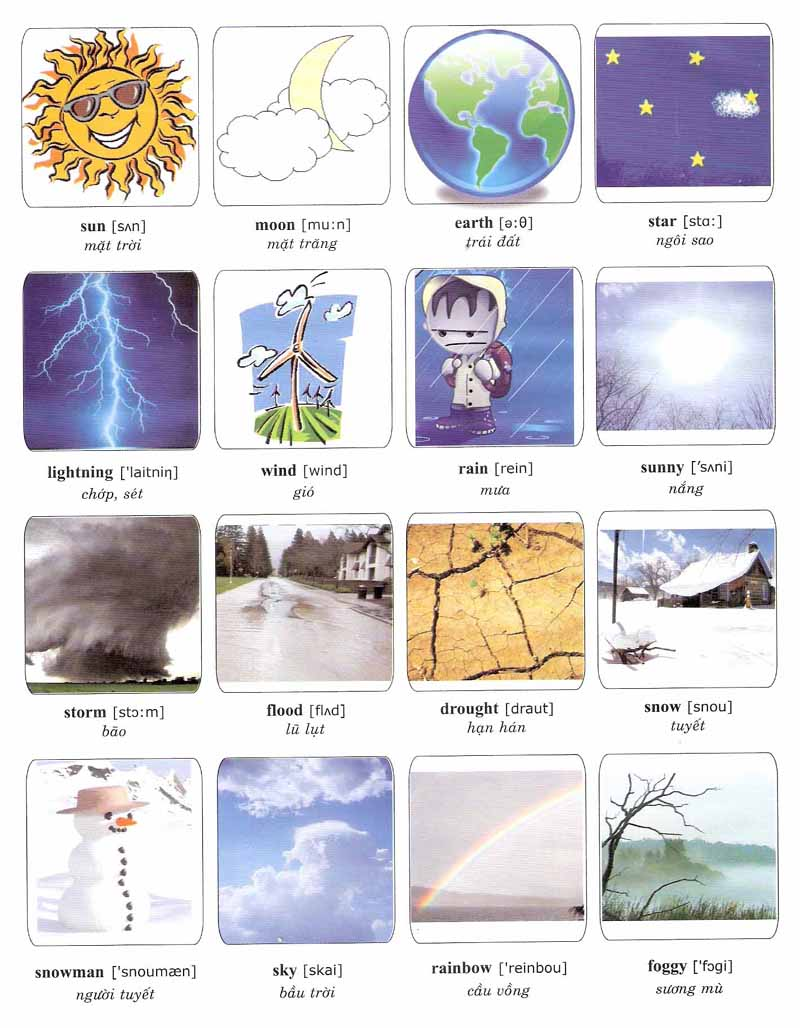 sun [sʌn]
mặt trời
moon [mu:n]
mặt trăng
earth [ə:θ]
trái đất
star [stɑ:]
ngôi sao
lightning ['laitniη]
chớp, sét
wind [wind]
gió
rain [rein]
mưa
sunny ['sʌni]
nắng
storm [stɔ:m]
bão
flood [flʌd]
lũ lụt
drought [draut]
hạn hán
snow [snou]
tuyết
snowman ['snoumæn]
người tuyết
sky [skai]
bầu trời
rainbow ['reinbou]
cầu vồng
foggy ['fɔgi]
sương mù